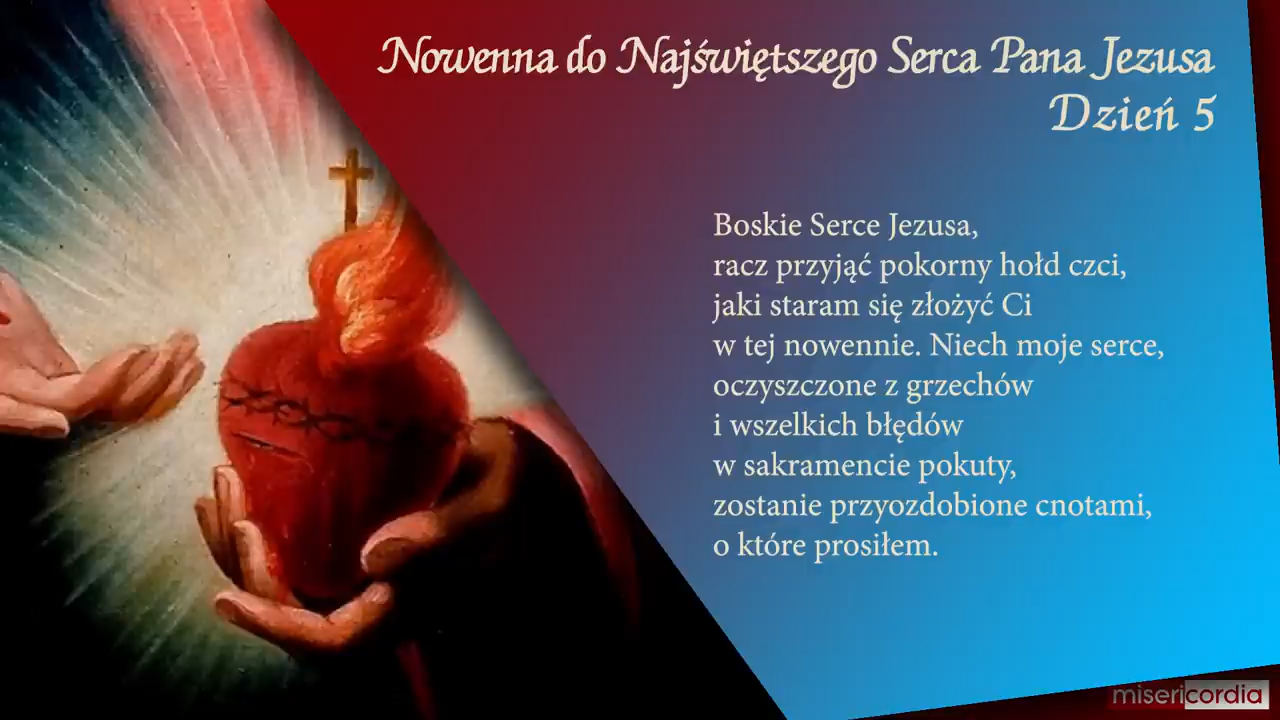 Nowenna do Najświętszego Serca Pana Jezusa
Dzień 5
Boskie Serce Jezusa,
racz przyjąć pokorny hołd czci,
jaki staram się złożyć Ci
w tej nowennie. Niech moje serce,
oczyszczone z grzechów
i wszelkich błędów
w sakramencie pokuty,
zostanie przyozdobione cnotami,
o które prosiłem.
misericordia